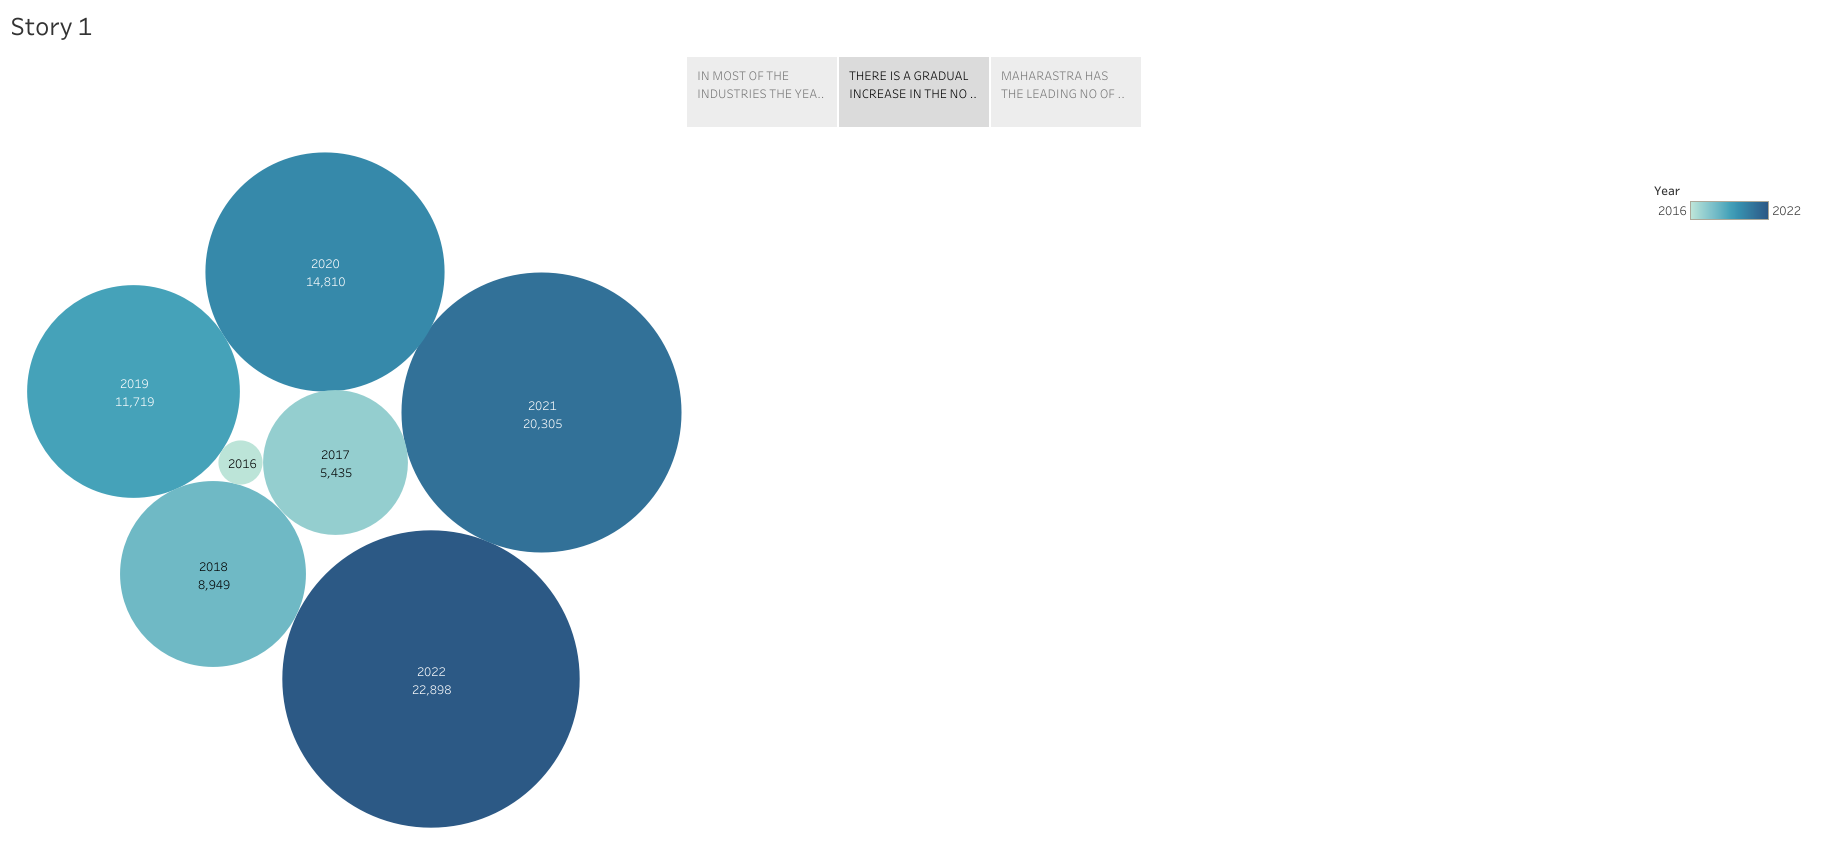 Story 1
IN MOST OF THE
INDUSTRIES THE YEA..
THERE IS A GRADUAL
INCREASE IN THE NO ..
MAHARASTRA HAS
THE LEADING NO OF ..
Year
2016
2022
2020
14,810
2019
11,719
2021
20,305
2016
2017
5,435
2018
8,949
2022
22,898